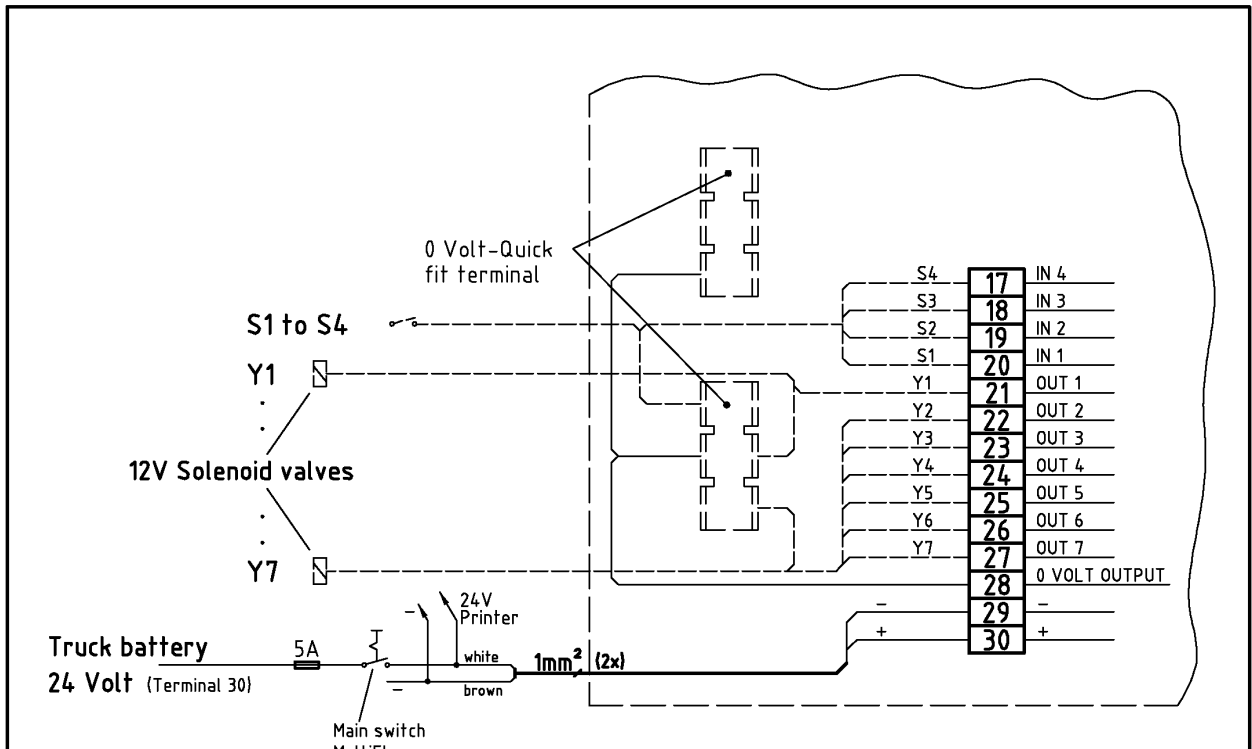 0 Volt-Quick
fit terminal
S1 to S4
Y1
.
.
12V Solenoid valves
.
.
Y7
S4 17 IN 4
S3 18 IN 3
S2 19 IN 2
S1 20 IN 1
Y1 21 OUT 1
Y2 22 OUT 2
Y3 23 OUT 3
Y4 24 OUT 4
Y5 25 OUT 5
Y6 26 OUT 6
Y7 27 OUT 7
28 0 VOLT OUTPUT
– 29 –
+ 30 +
– 24V
Printer
Truck battery
24 Volt (Terminal 30)
5A
white
– brown
1mm² (2x)
Main switch